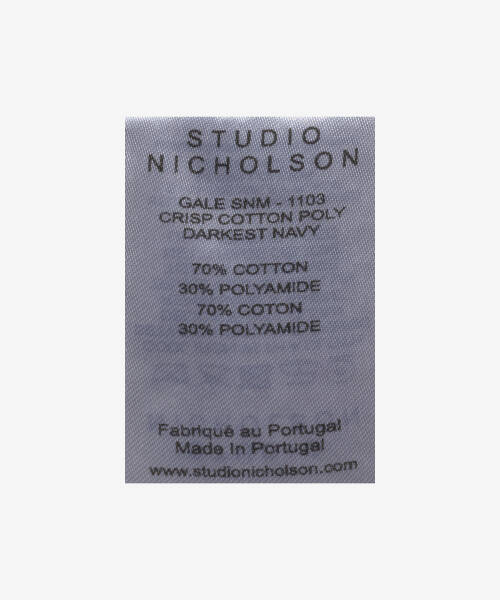 STUDIO
NICHOLSON
GALE SNM - 1103
CRISP COTTON POLY
DARKEST NAVY
70% COTTON
30% POLYAMIDE
70% COTON
30% POLYAMIDE
Fabriqué au Portugal
Made In Portugal
www.studionicholson.com